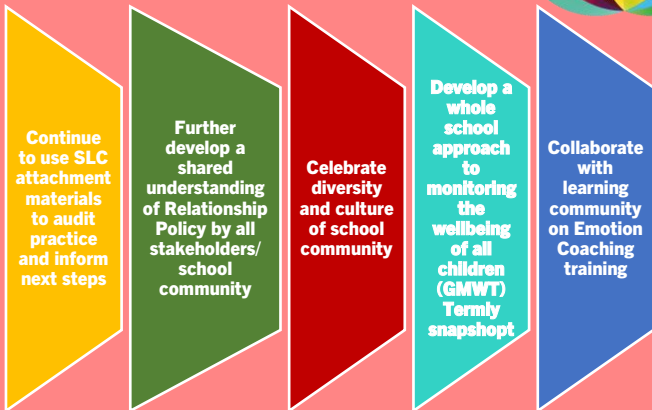 Continue
to use SLC
attachment
materials
to audit
practice
and inform
next steps
Further
develop a
shared
understanding
of Relationship
Policy by all
stakeholders/
school
community
Celebrate
diversity
and culture
of school
community
Develop a
whole
school
approach
to
monitoring
the
wellbeing
of all
children
(GMWT)
Termly
snapshopt
Collaborate
with
learning
community
on Emotion
Coaching
training